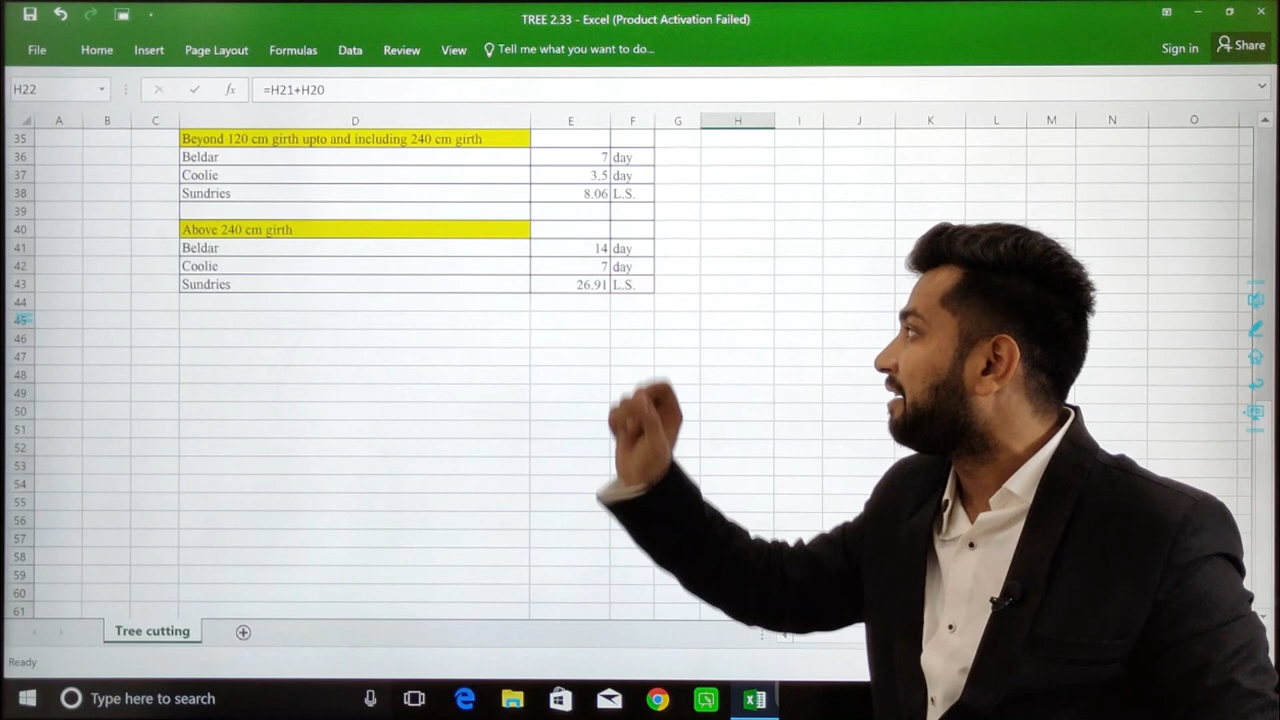 TREE 2.33 - Excel (Product Activation Failed)
File Home Insert Page Layout Formulas Data Review View Tell me what you want to do... Sign in Share
H22 fx =H21+H20
A B C D E F G H I J K L M N O
35 Beyond 120 cm girth upto and including 240 cm girth
36 Beldar 7 day
37 Coolie 3.5 day
38 Sundries 8.06 L.S.
39
40 Above 240 cm girth
41 Beldar 14 day
42 Coolie 7 day
43 Sundries 26.91 L.S.
44
45
46
47
48
49
50
51
52
53
54
55
56
57
58
59
60
61
Tree cutting
Ready
Type here to search